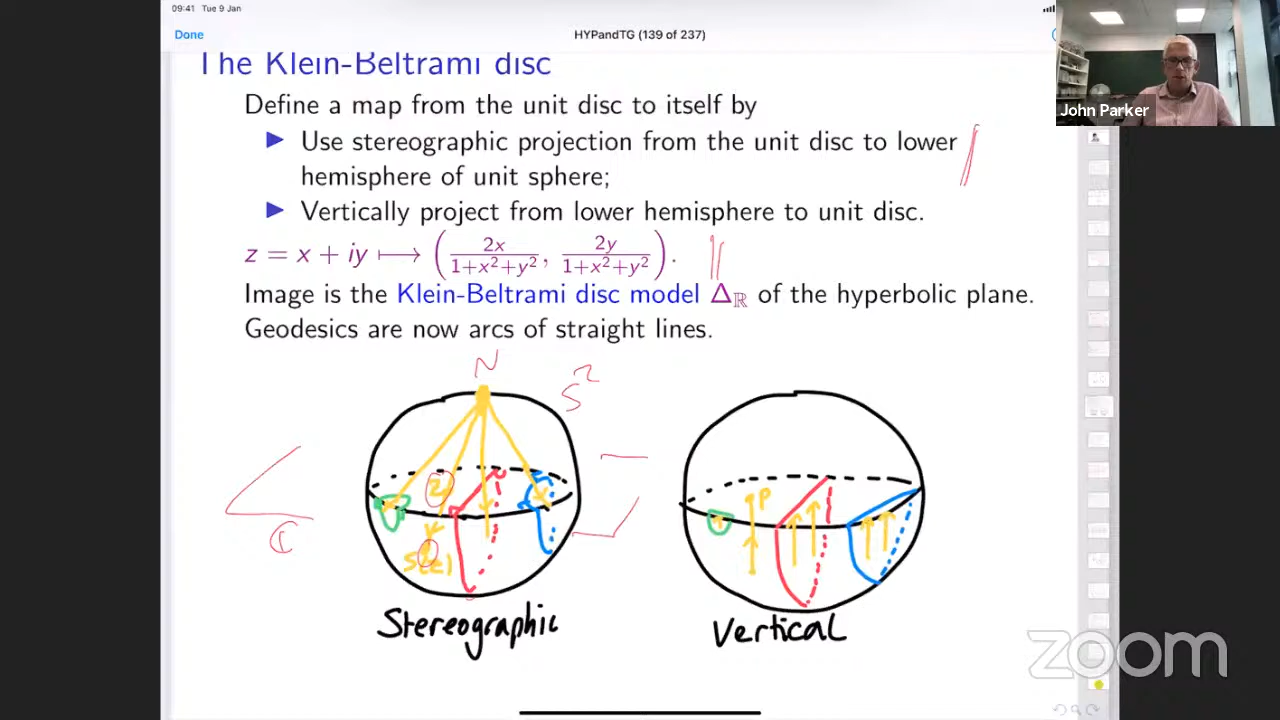 09:41 Tue 9 Jan
Done
HYPandTG (139 of 237)
John Parker
The Klein-Beltrami disc
Define a map from the unit disc to itself by
▶ Use stereographic projection from the unit disc to lower
hemisphere of unit sphere;
▶ Vertically project from lower hemisphere to unit disc.
z = x + iy ⟼ (2x/(1+x²+y²), 2y/(1+x²+y²)).
Image is the Klein-Beltrami disc model Δ_ℝ of the hyperbolic plane.
Geodesics are now arcs of straight lines.
N
S²
z
P
S(z)
ℂ
Stereographic
Vertical
zoom